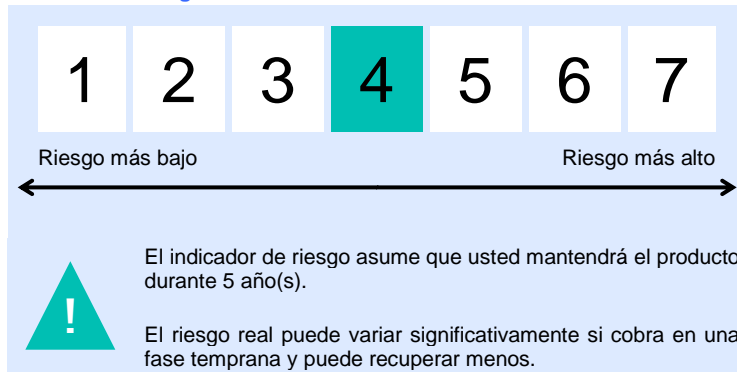 1 2 3 4 5 6 7
Riesgo más bajo Riesgo más alto
El indicador de riesgo asume que usted mantendrá el producto
durante 5 año(s).
!
El riesgo real puede variar significativamente si cobra en una
fase temprana y puede recuperar menos.